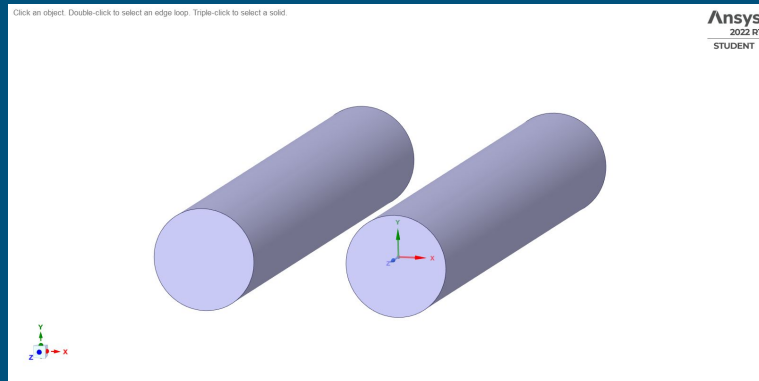 Click an object. Double-click to select an edge loop. Triple-click to select a solid.
Ansys
2022
STUDENT
Y
X
Z
Y
X
Z